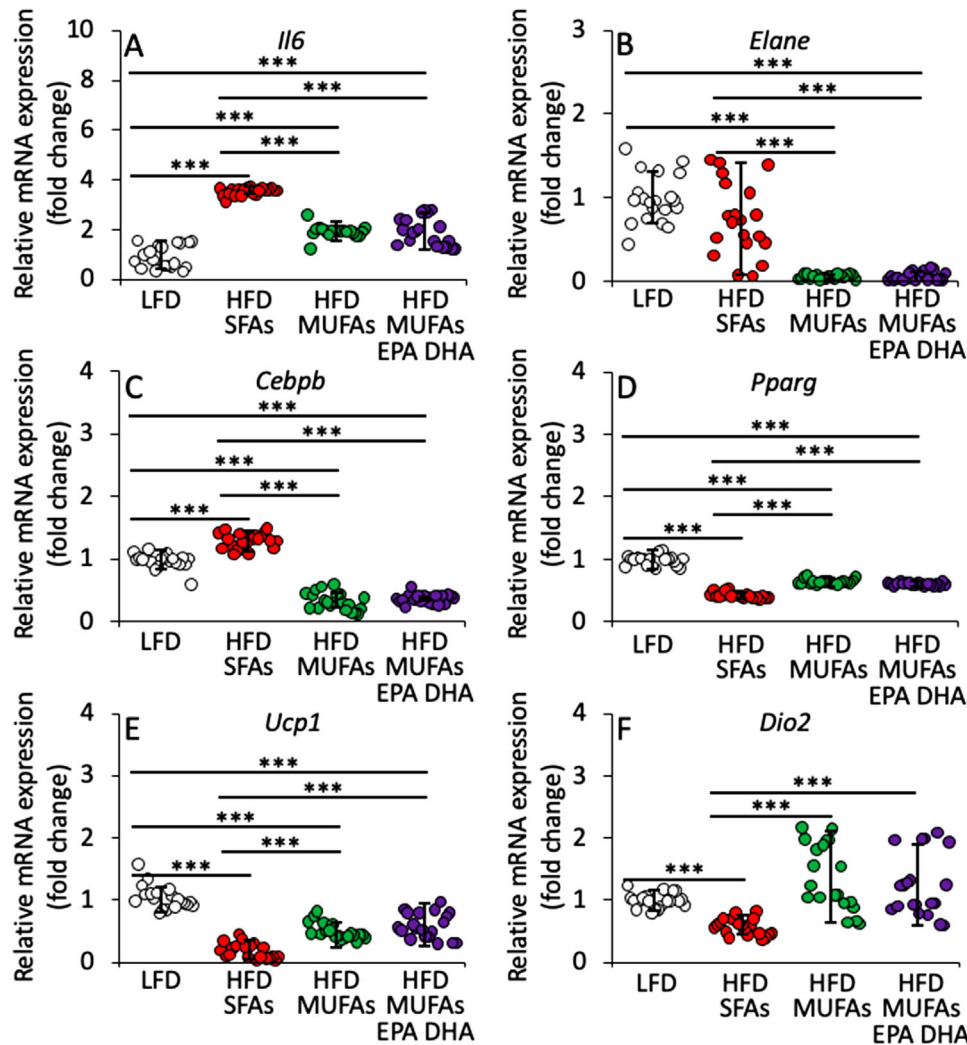 A
Il6
Relative mRNA expression
(fold change)
10
8
6
4
2
0
***
***
***
***
***
LFD
HFD
SFAs
HFD
MUFAs
HFD
MUFAs
EPA DHA
B
Elane
Relative mRNA expression
(fold change)
3
2
1
0
***
***
***
***
LFD
HFD
SFAs
HFD
MUFAs
HFD
MUFAs
EPA DHA
C
Cebpb
Relative mRNA expression
(fold change)
4
3
2
1
0
***
***
***
***
***
LFD
HFD
SFAs
HFD
MUFAs
HFD
MUFAs
EPA DHA
D
Pparg
Relative mRNA expression
(fold change)
4
3
2
1
0
***
***
***
***
***
LFD
HFD
SFAs
HFD
MUFAs
HFD
MUFAs
EPA DHA
E
Ucp1
Relative mRNA expression
(fold change)
4
3
2
1
0
***
***
***
***
***
LFD
HFD
SFAs
HFD
MUFAs
HFD
MUFAs
EPA DHA
F
Dio2
Relative mRNA expression
(fold change)
4
3
2
1
0
***
***
***
LFD
HFD
SFAs
HFD
MUFAs
HFD
MUFAs
EPA DHA